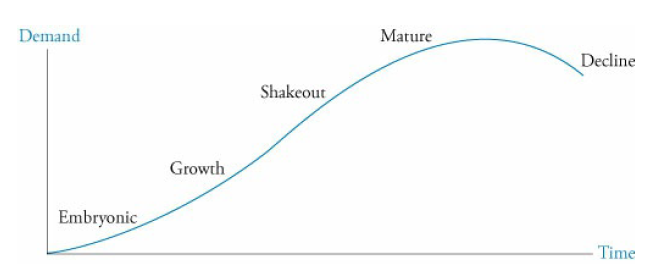 Demand
Mature
Decline
Shakeout
Growth
Embryonic
Time